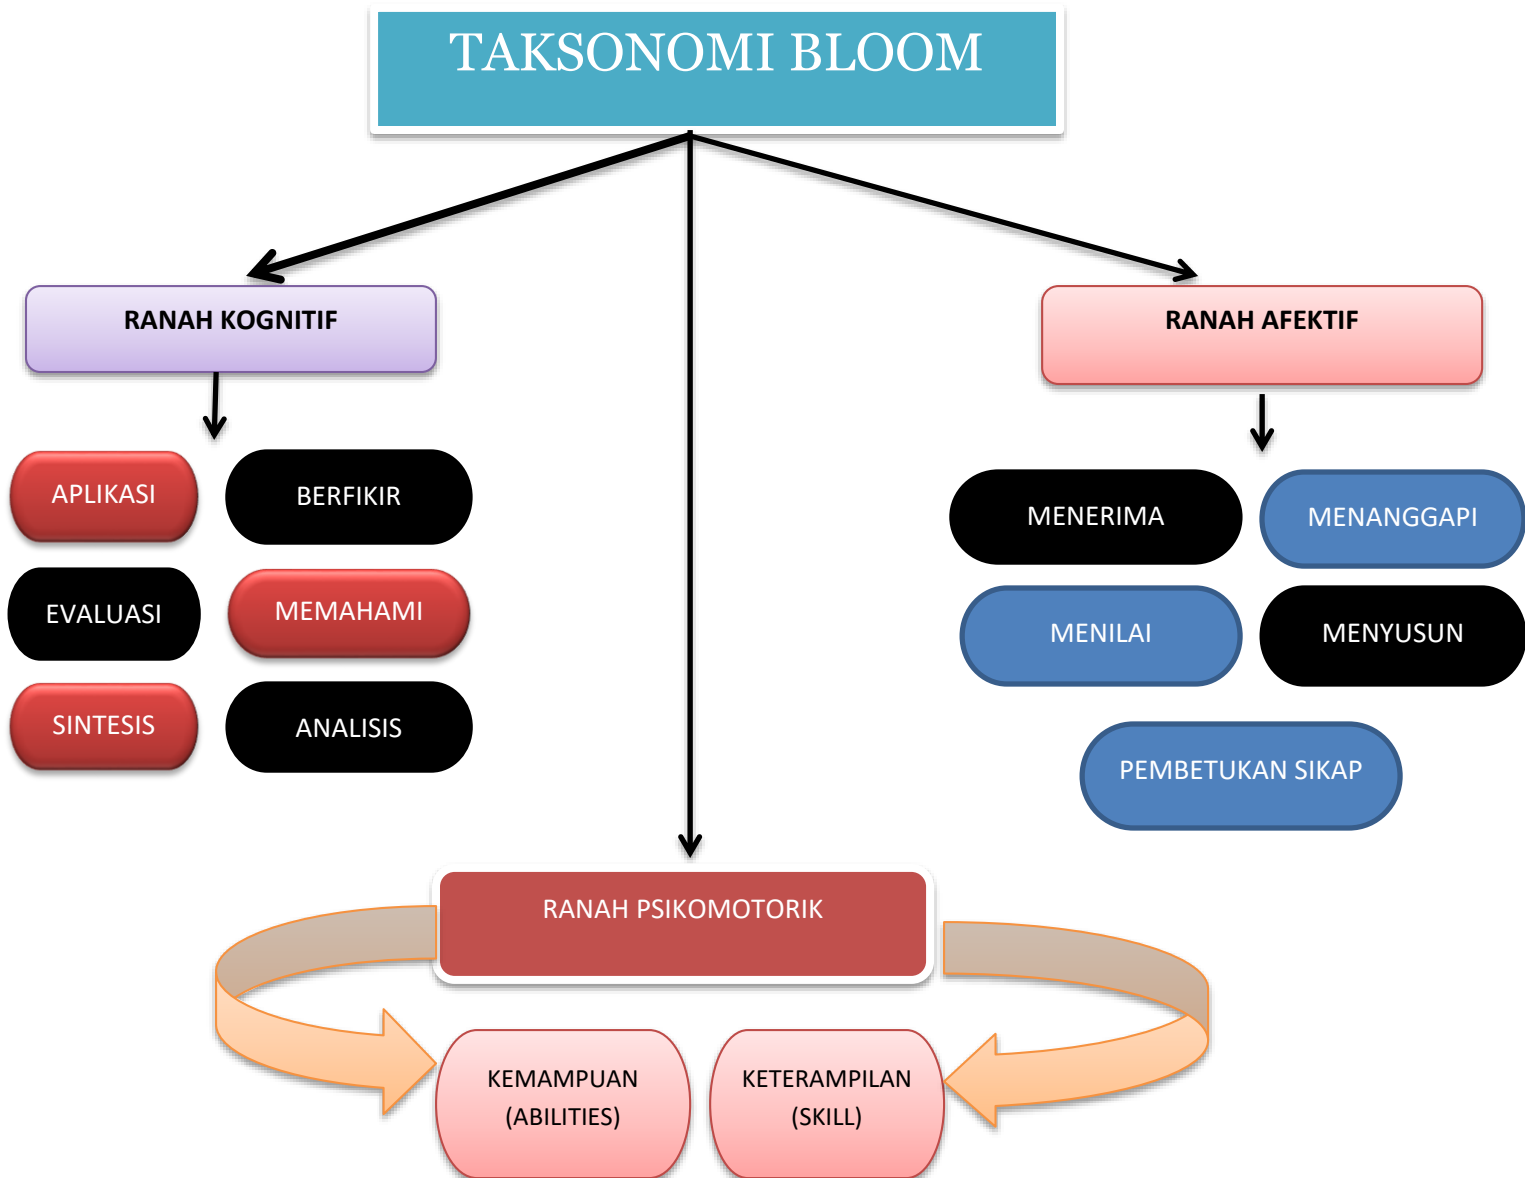 TAKSONOMI BLOOM
RANAH KOGNITIF
RANAH AFEKTIF
APLIKASI
BERFIKIR
EVALUASI
MEMAHAMI
SINTESIS
ANALISIS
MENERIMA
MENANGGAPI
MENILAI
MENYUSUN
PEMBETUKAN SIKAP
RANAH PSIKOMOTORIK
KEMAMPUAN
(ABILITIES)
KETERAMPILAN
(SKILL)